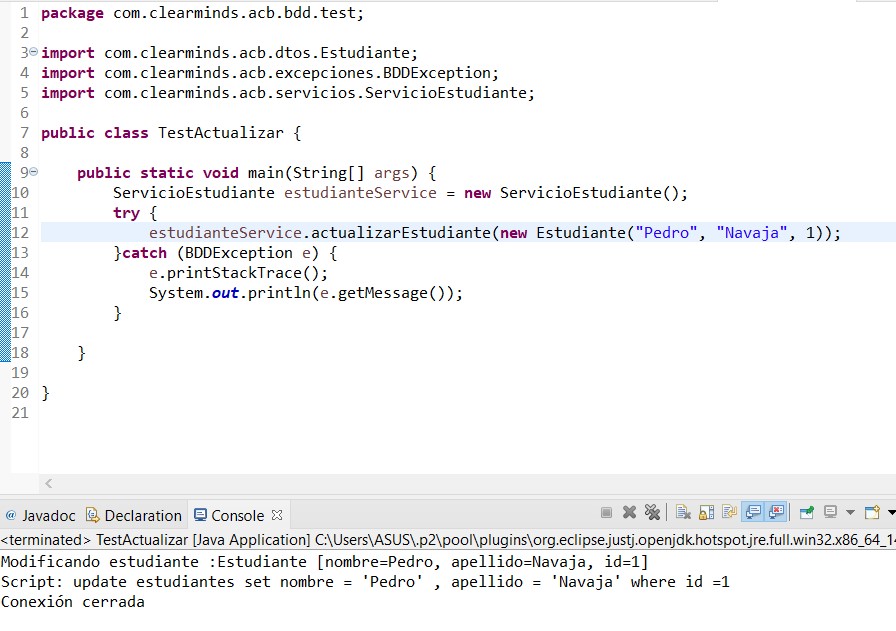 1 package com.clearminds.acb.bdd.test;
2
3 import com.clearminds.acb.dtos.Estudiante;
4 import com.clearminds.acb.excepciones.BDDException;
5 import com.clearminds.acb.servicios.ServicioEstudiante;
6
7 public class TestActualizar {
8
9     public static void main(String[] args) {
10         ServicioEstudiante estudianteService = new ServicioEstudiante();
11         try {
12             estudianteService.actualizarEstudiante(new Estudiante("Pedro", "Navaja", 1));
13         }catch (BDDException e) {
14             e.printStackTrace();
15             System.out.println(e.getMessage());
16         }
17
18     }
19
20 }
21
@ Javadoc Declaration Console
<terminated> TestActualizar [Java Application] C:\Users\ASUS\.p2\pool\plugins\org.eclipse.justj.openjdk.hotspot.jre.full.win32.x86_64_14
Modificando estudiante :Estudiante [nombre=Pedro, apellido=Navaja, id=1]
Script: update estudiantes set nombre = 'Pedro' , apellido = 'Navaja' where id =1
Conexión cerrada